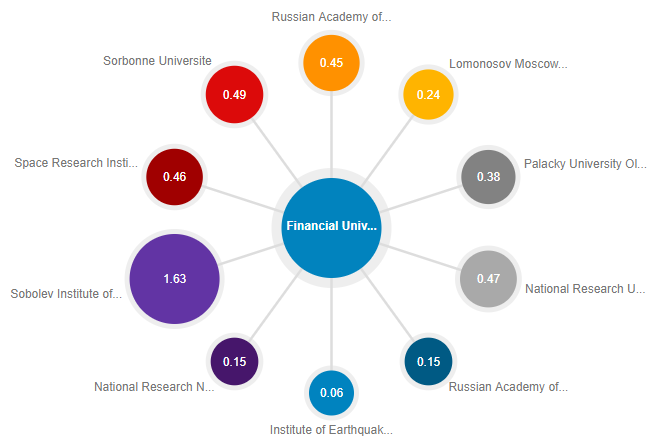 Russian Academy of...
0.45
Sorbonne Universite
0.49
Lomonosov Moscow...
0.24
Space Research Insti...
0.46
Palacky University Ol...
0.38
Financial Univ...
Sobolev Institute of...
1.63
0.47
National Research U...
National Research N...
0.15
0.15
Russian Academy of...
0.06
Institute of Earthquak...